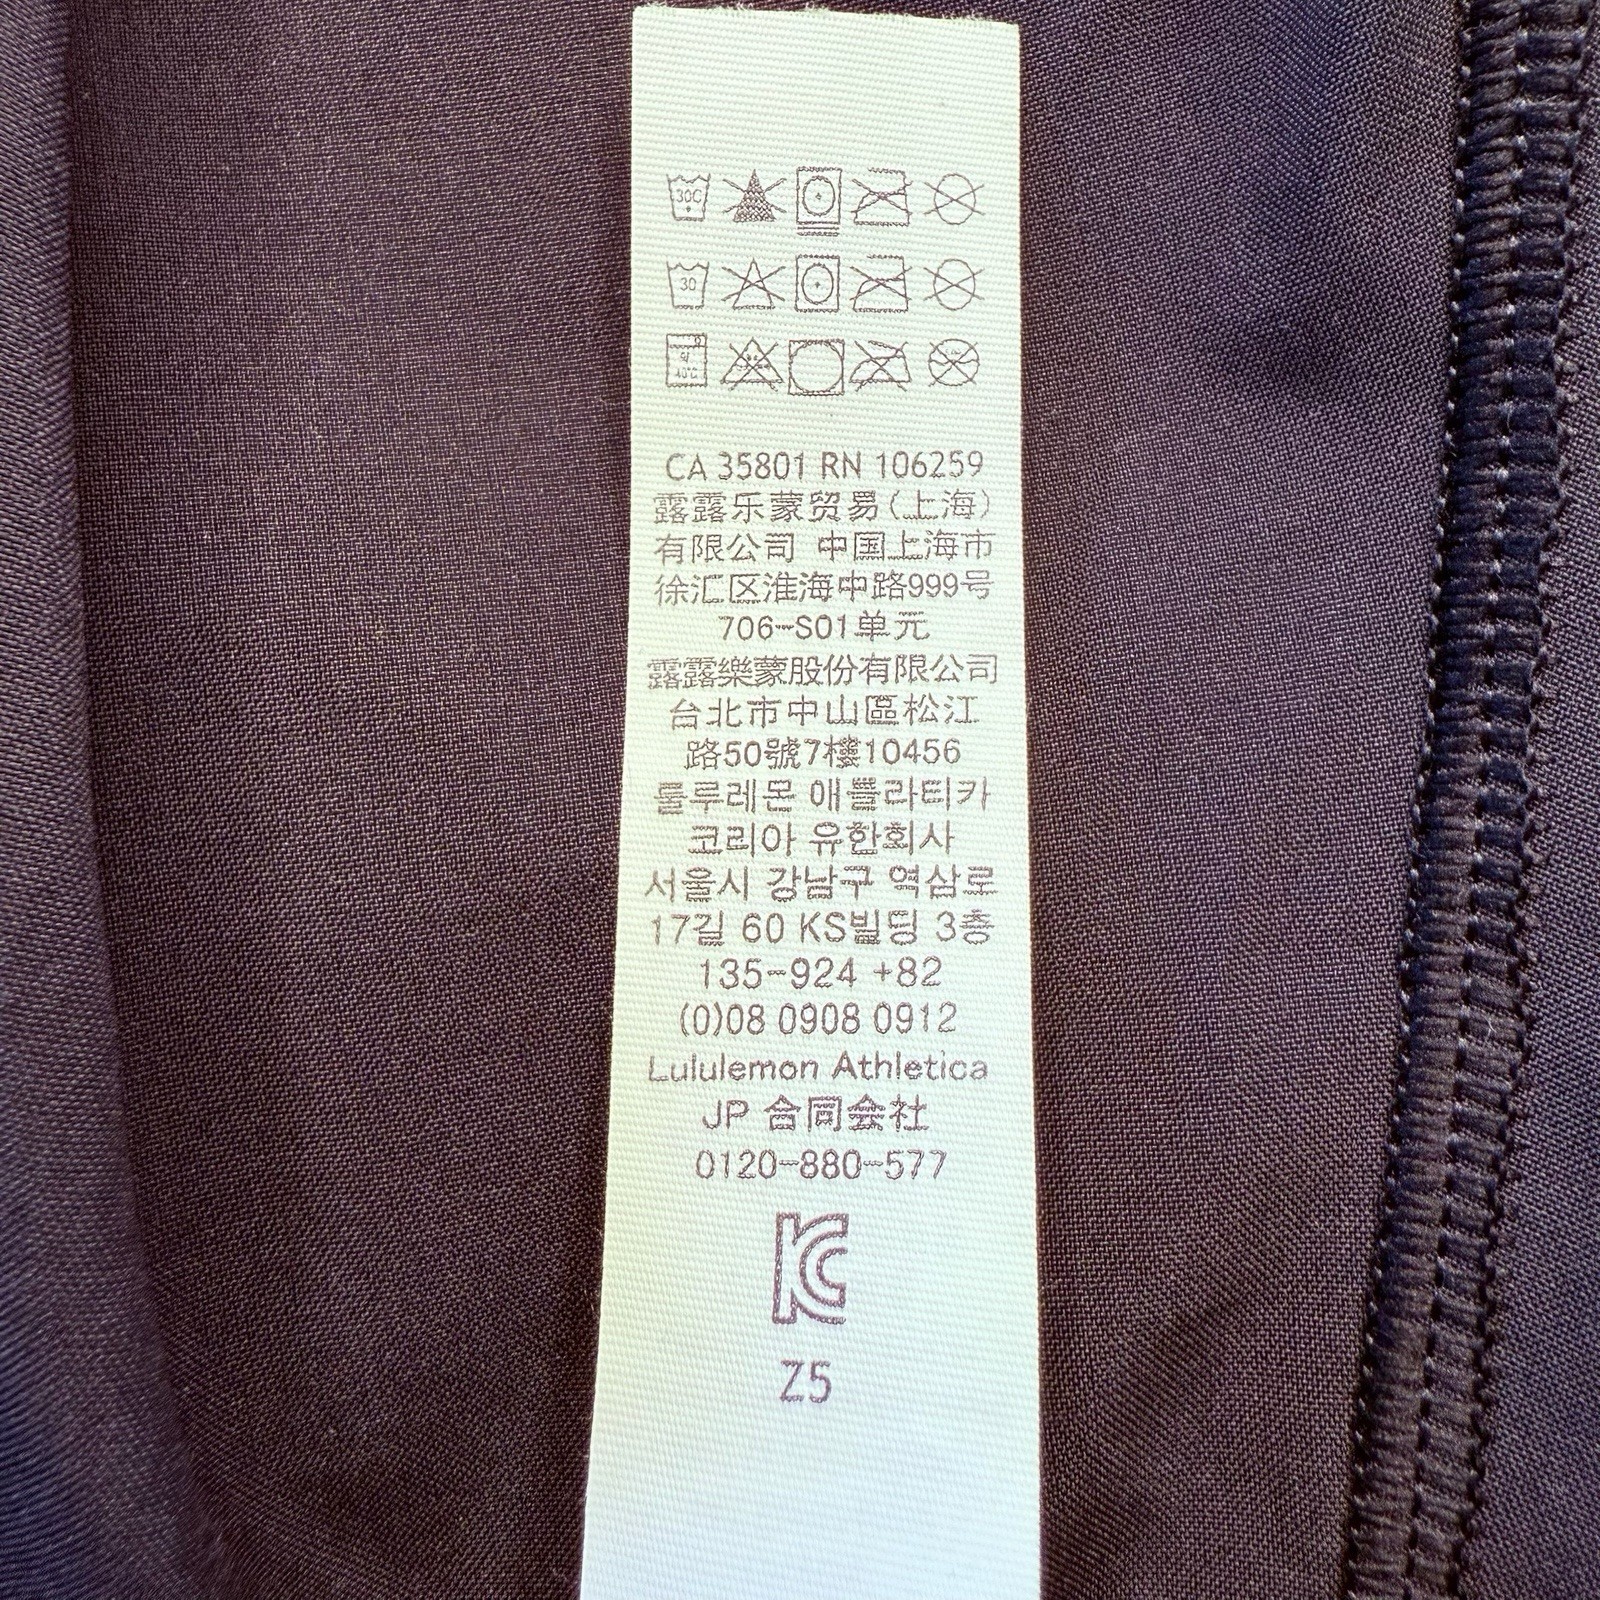 30C
30
40°C
CA 35801 RN 106259
露露乐蒙贸易(上海)
有限公司 中国上海市
徐汇区淮海中路999号
706-S01单元
露露樂蒙股份有限公司
台北市中山區松江
路50號7樓10456
룰루레몬 애틀라티카
코리아 유한회사
서울시 강남구 역삼로
17길 60 KS빌딩 3층
135-924 +82
(0)08 0908 0912
Lululemon Athletica
JP 合同会社
0120-880-577
KC
Z5